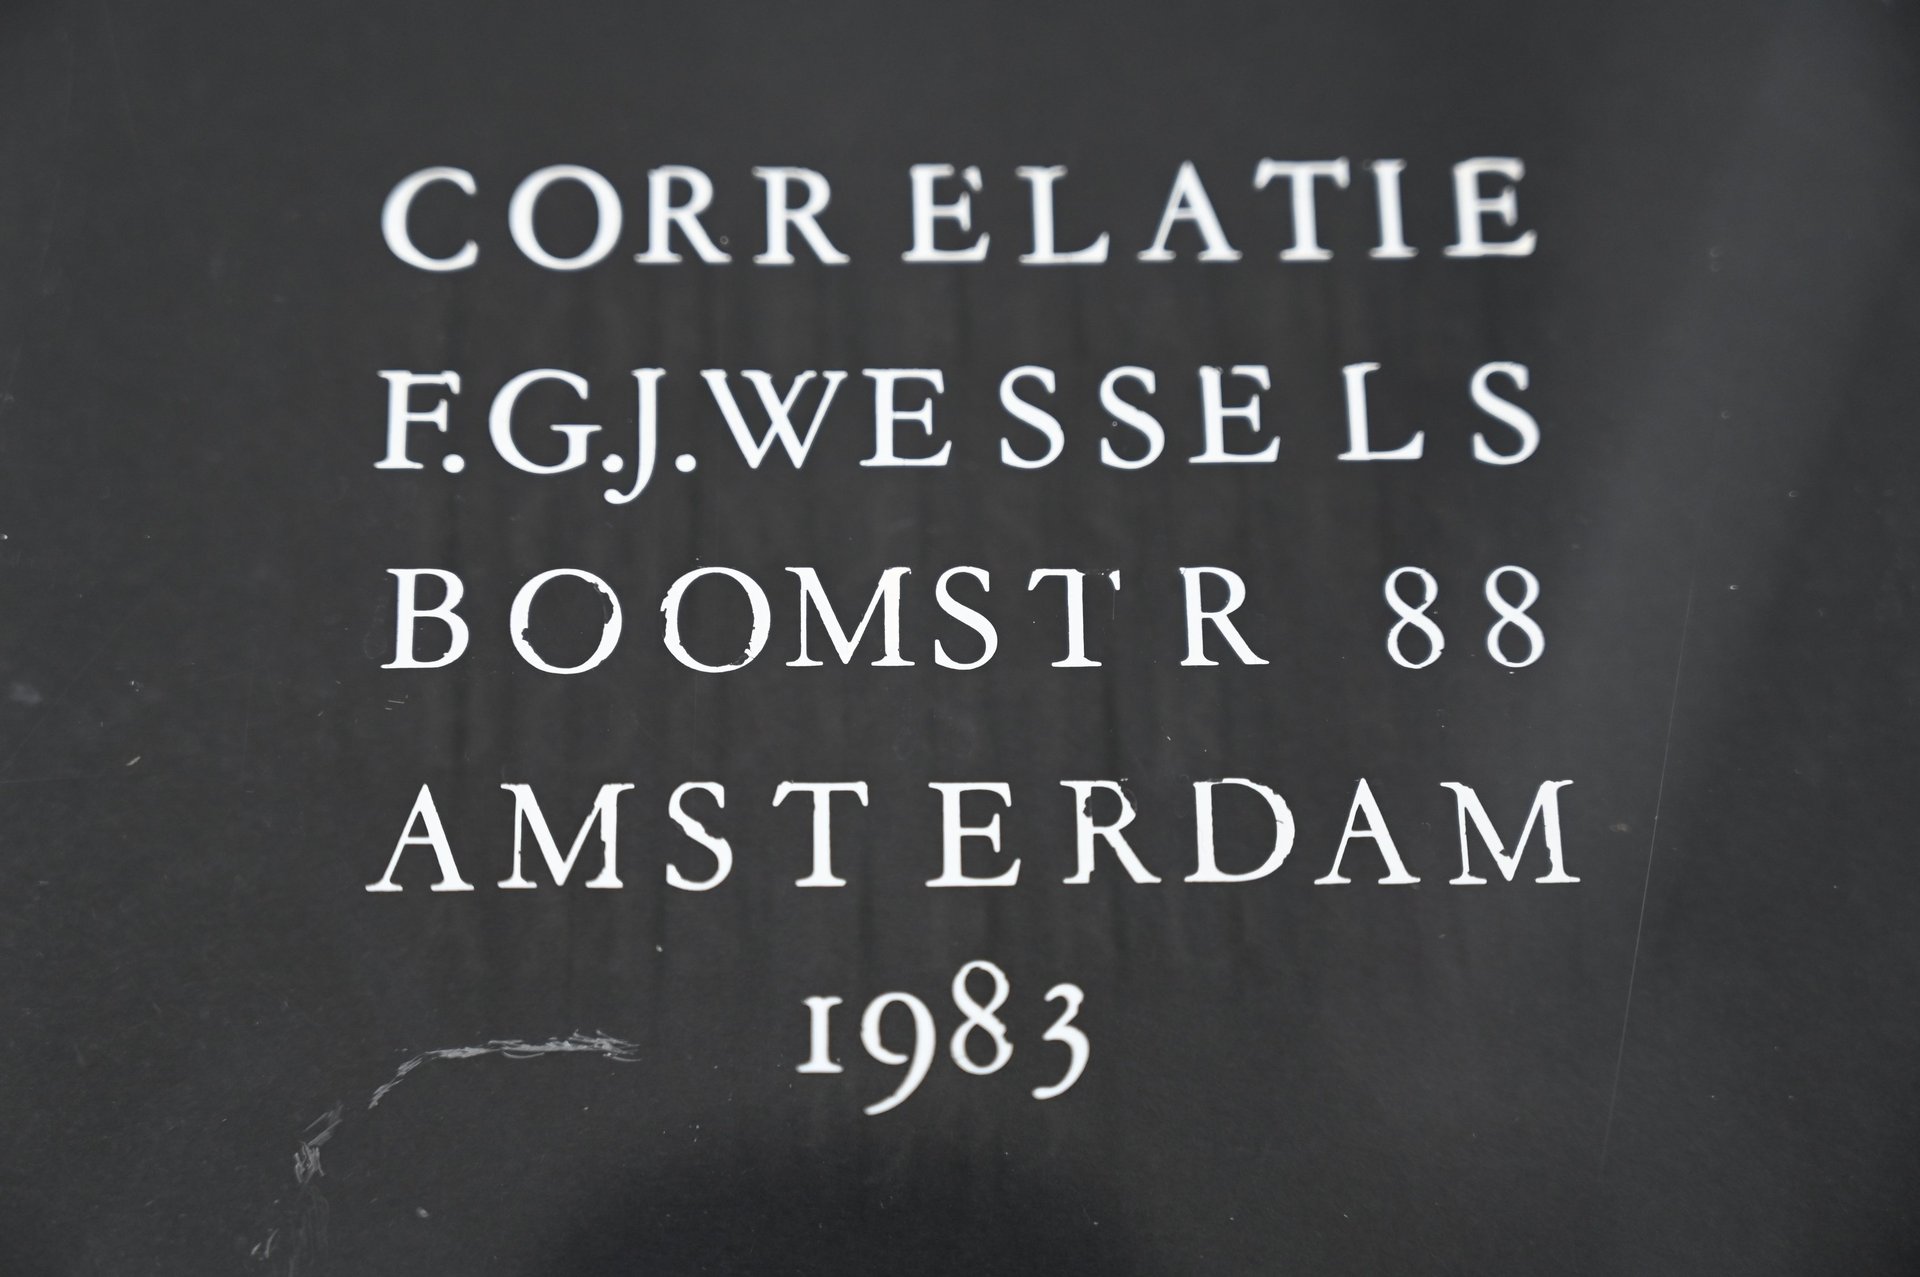 CORRELATIE
F.G.J.WESSELS
BOOMSTR 88
AMSTERDAM
1983